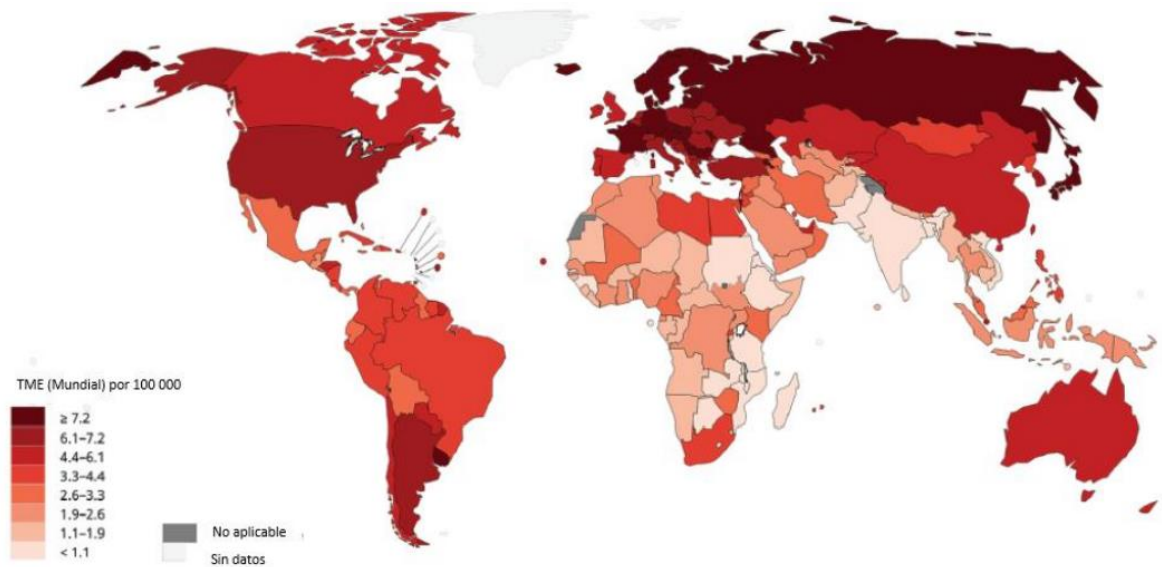 TME (Mundial) por 100 000
≥ 7.2
6.1–7.2
4.4–6.1
3.3–4.4
2.6–3.3
1.9–2.6
1.1–1.9
< 1.1
No aplicable
Sin datos